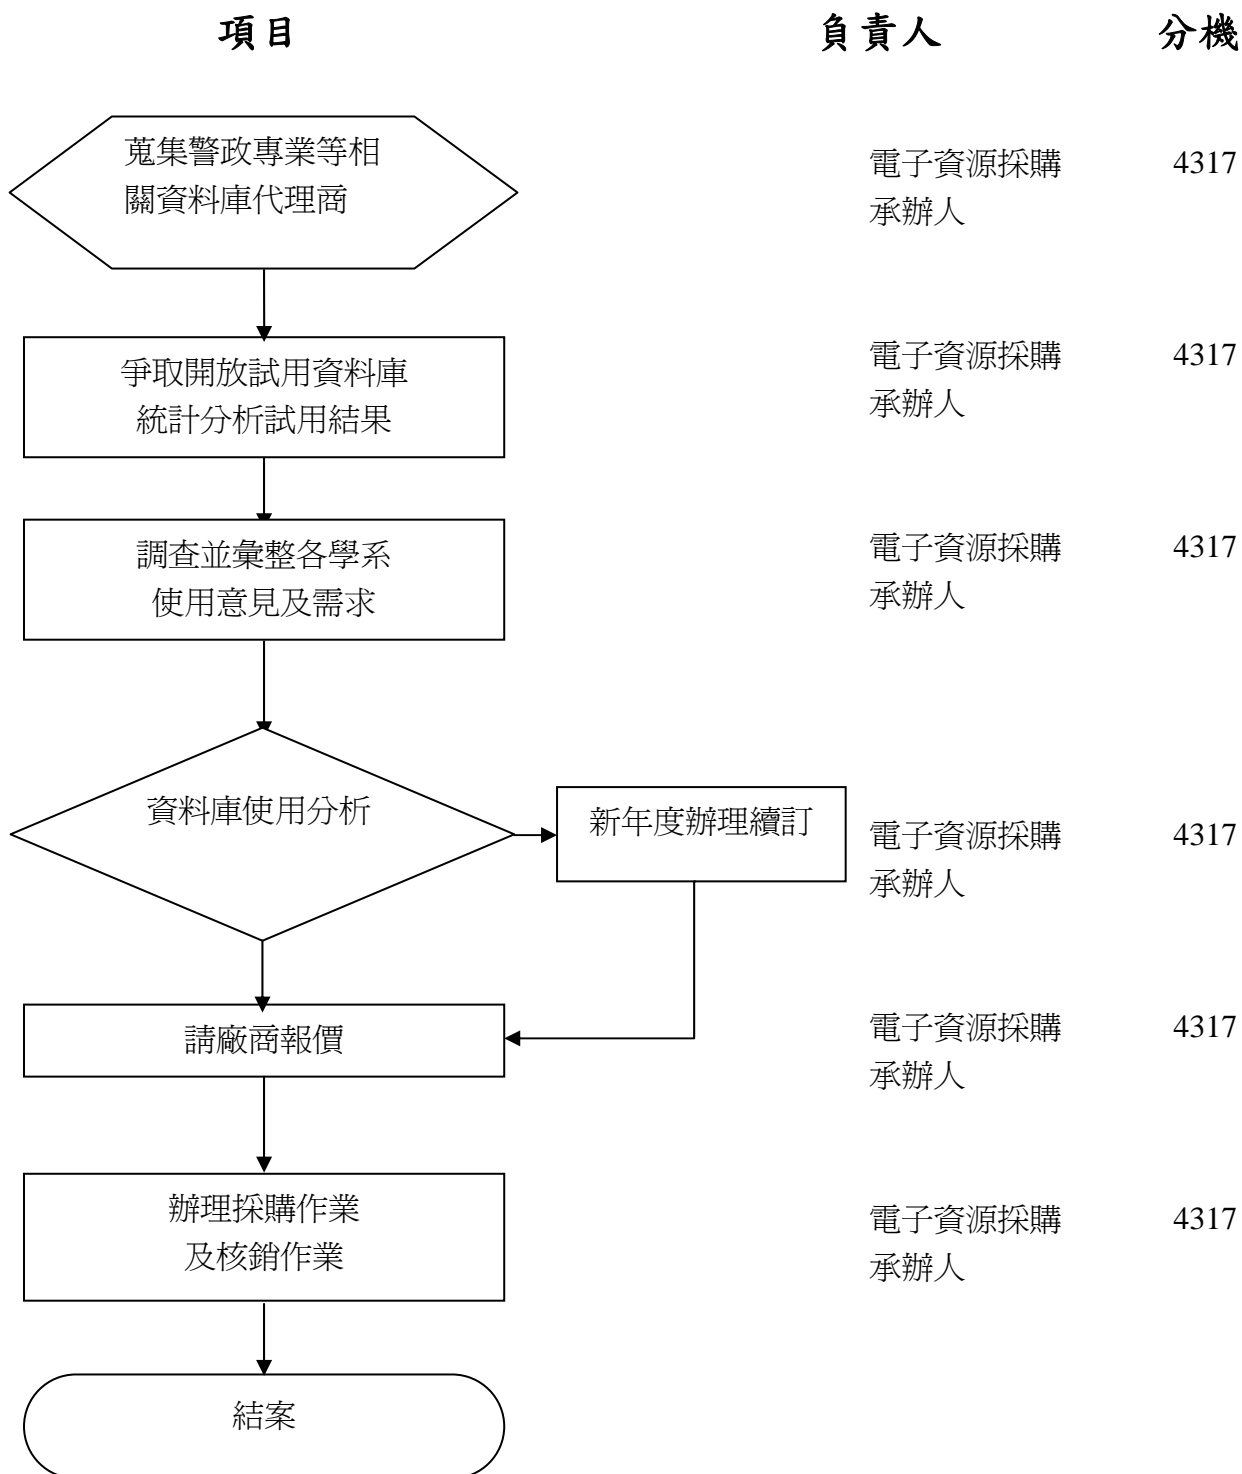 項目 負責人 分機
蒐集警政專業等相
關資料庫代理商
電子資源採購 4317
承辦人
爭取開放試用資料庫
統計分析試用結果
電子資源採購 4317
承辦人
調查並彙整各學系
使用意見及需求
電子資源採購 4317
承辦人
資料庫使用分析
新年度辦理續訂
電子資源採購 4317
承辦人
請廠商報價
電子資源採購 4317
承辦人
辦理採購作業
及核銷作業
電子資源採購 4317
承辦人
結案